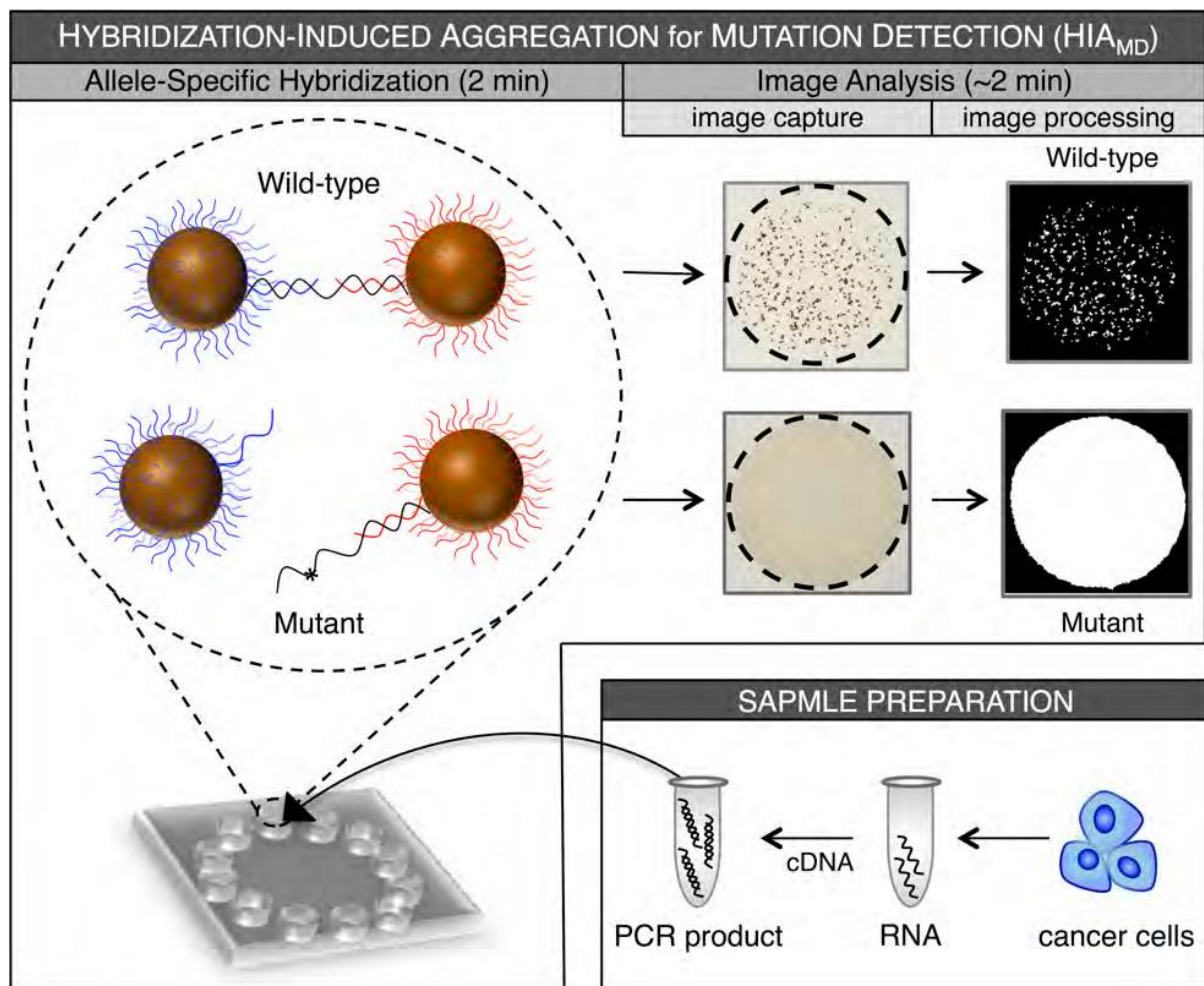 HYBRIDIZATION-INDUCED AGGREGATION for MUTATION DETECTION (HIAMD)
Allele-Specific Hybridization (2 min)
Image Analysis (~2 min)
image capture
image processing
Wild-type
Wild-type
*
Mutant
Mutant
SAPMLE PREPARATION
cDNA
PCR product
RNA
cancer cells